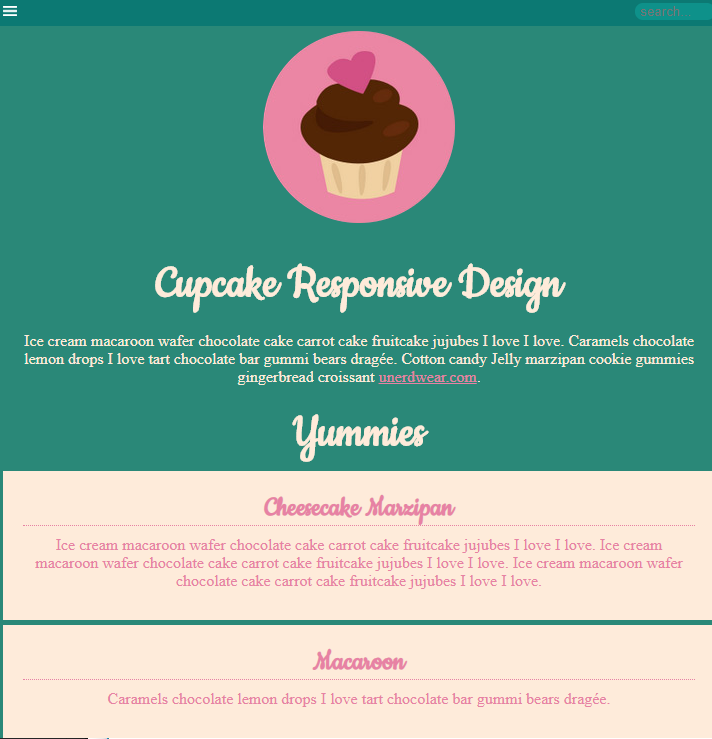 search..
Cupcake Responsive Design
Ice cream macaroon wafer chocolate cake carrot cake fruitcake jujubes I love I love. Caramels chocolate
lemon drops I love tart chocolate bar gummi bears dragée. Cotton candy Jelly marzipan cookie gummies
gingerbread croissant unerdwear.com.
Yummies
Cheesecake Marzipan
Ice cream macaroon wafer chocolate cake carrot cake fruitcake jujubes I love I love. Ice cream
macaroon wafer chocolate cake carrot cake fruitcake jujubes I love I love. Ice cream macaroon wafer
chocolate cake carrot cake fruitcake jujubes I love I love.
Macaroon
Caramels chocolate lemon drops I love tart chocolate bar gummi bears dragée.